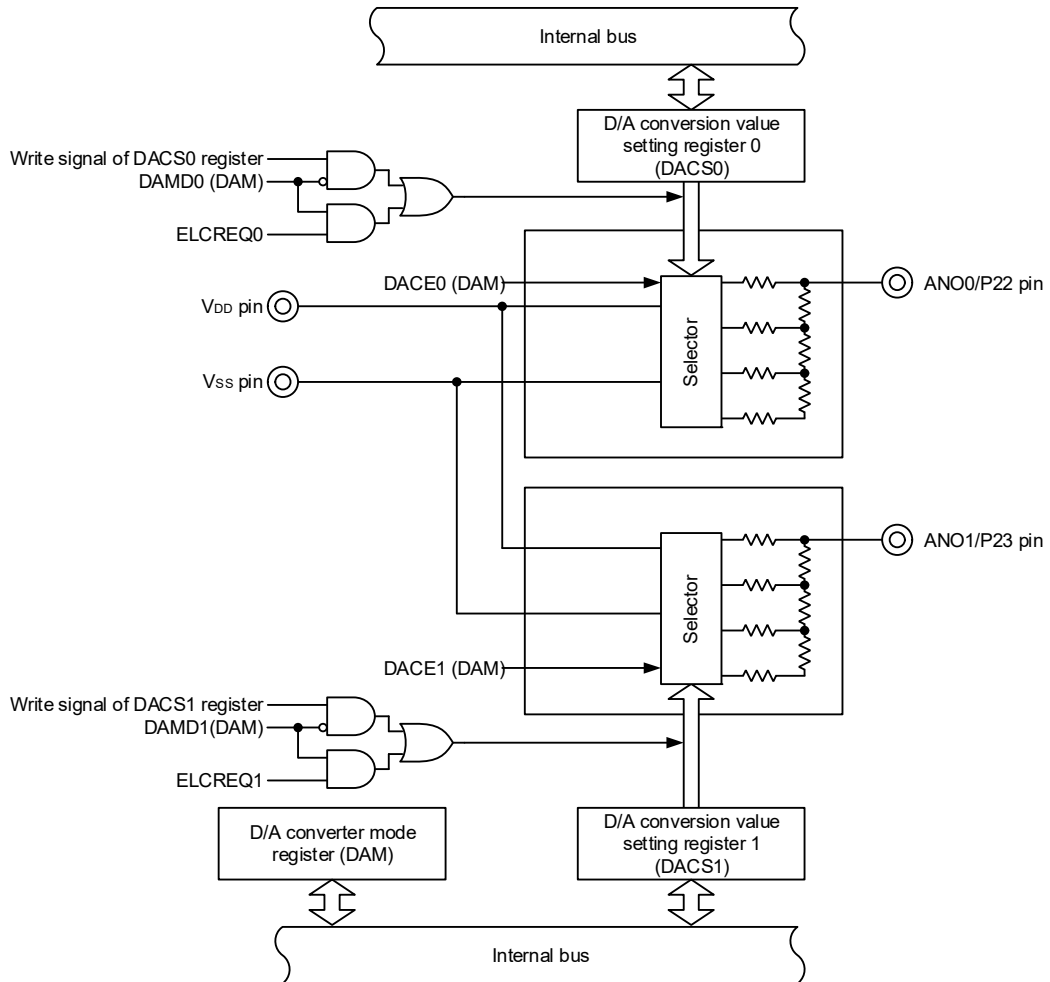 Internal bus
D/A conversion value
setting register 0
(DACS0)
Write signal of DACS0 register
DAMD0 (DAM)
ELCREQ0
DACE0 (DAM)
ANO0/P22 pin
VDD pin
Selector
VSS pin
ANO1/P23 pin
Selector
DACE1 (DAM)
Write signal of DACS1 register
DAMD1(DAM)
ELCREQ1
D/A converter mode
register (DAM)
D/A conversion value
setting register 1
(DACS1)
Internal bus